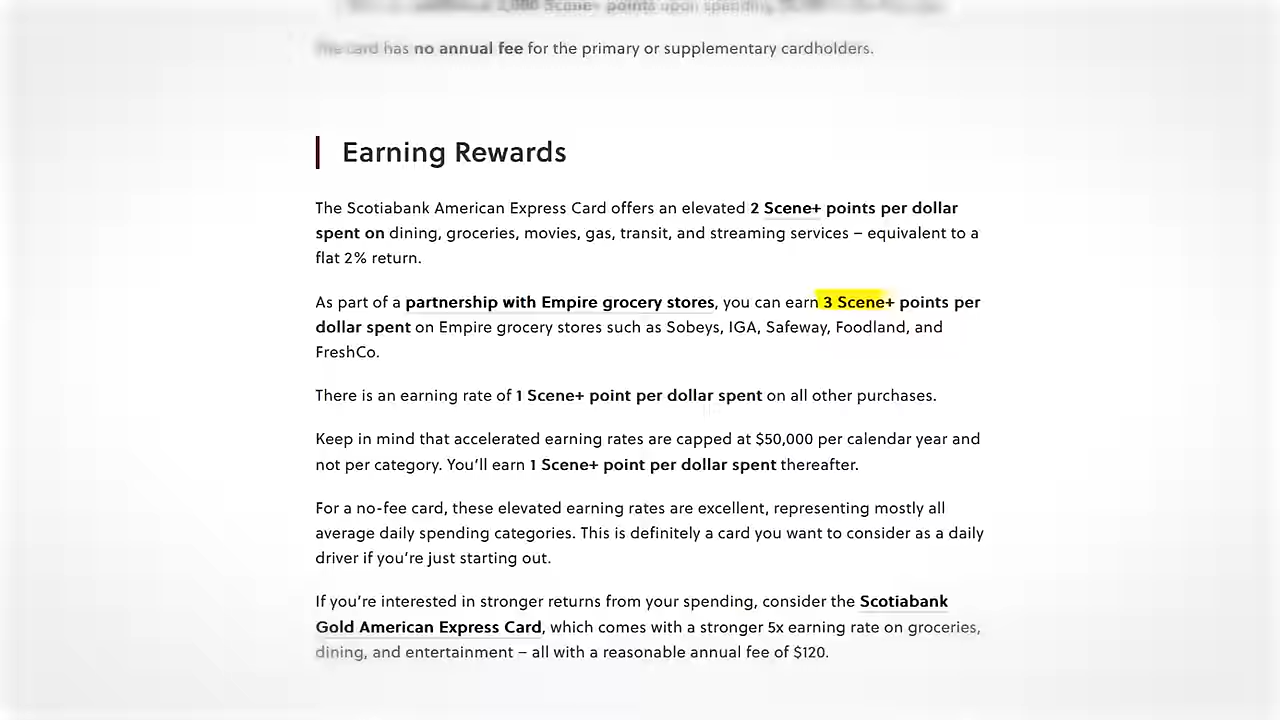 2,000 Scene+ points upon spending
The card has no annual fee for the primary or supplementary cardholders.
Earning Rewards
The Scotiabank American Express Card offers an elevated 2 Scene+ points per dollar
spent on dining, groceries, movies, gas, transit, and streaming services – equivalent to a
flat 2% return.
As part of a partnership with Empire grocery stores, you can earn 3 Scene+ points per
dollar spent on Empire grocery stores such as Sobeys, IGA, Safeway, Foodland, and
FreshCo.
There is an earning rate of 1 Scene+ point per dollar spent on all other purchases.
Keep in mind that accelerated earning rates are capped at $50,000 per calendar year and
not per category. You’ll earn 1 Scene+ point per dollar spent thereafter.
For a no-fee card, these elevated earning rates are excellent, representing mostly all
average daily spending categories. This is definitely a card you want to consider as a daily
driver if you’re just starting out.
If you’re interested in stronger returns from your spending, consider the Scotiabank
Gold American Express Card, which comes with a stronger 5x earning rate on groceries,
dining, and entertainment – all with a reasonable annual fee of $120.